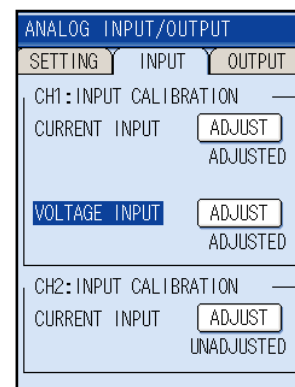 ANALOG INPUT/OUTPUT
SETTING INPUT OUTPUT
CH1:INPUT CALIBRATION
CURRENT INPUT ADJUST
ADJUSTED
VOLTAGE INPUT ADJUST
ADJUSTED
CH2:INPUT CALIBRATION
CURRENT INPUT ADJUST
UNADJUSTED